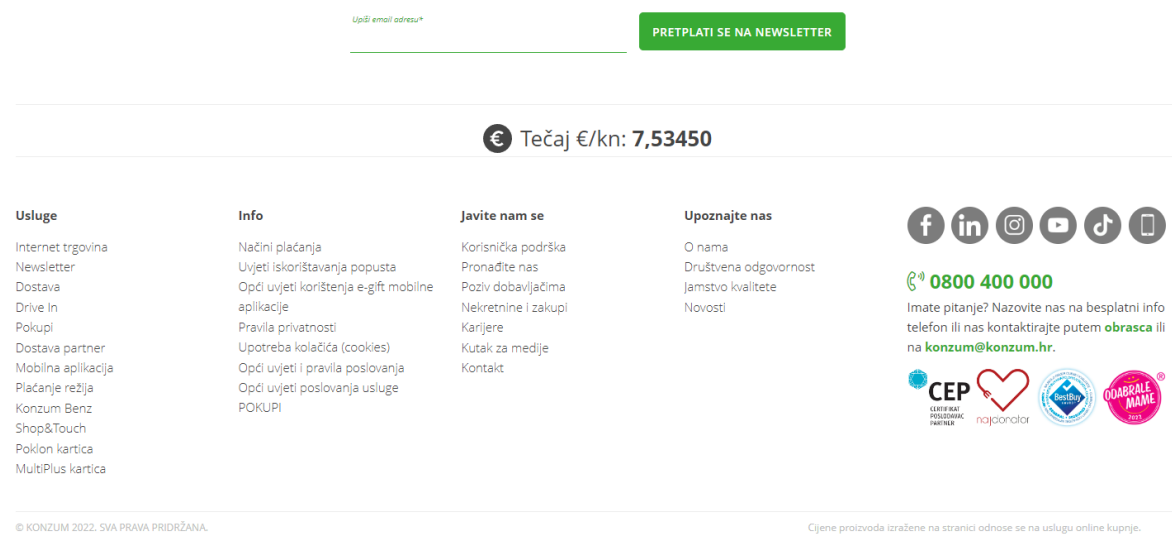 Upiši email adresu*
PRETPLATI SE NA NEWSLETTER
€ Tečaj €/kn: 7,53450
Usluge
Internet trgovina
Newsletter
Dostava
Drive In
Pokupi
Dostava partner
Mobilna aplikacija
Plaćanje režija
Konzum Benz
Shop&Touch
Poklon kartica
MultiPlus kartica
Info
Načini plaćanja
Uvjeti iskorištavanja popusta
Opći uvjeti korištenja e-gift mobilne
aplikacije
Pravila privatnosti
Upotreba kolačića (cookies)
Opći uvjeti i pravila poslovanja
Opći uvjeti poslovanja usluge
POKUPI
Javite nam se
Korisnička podrška
Pronađite nas
Poziv dobavljačima
Nekretnine i zakupi
Karijere
Kutak za medije
Kontakt
Upoznajte nas
O nama
Društvena odgovornost
Jamstvo kvalitete
Novosti
0800 400 000
Imate pitanje? Nazovite nas na besplatni info
telefon ili nas kontaktirajte putem obrasca ili
na konzum@konzum.hr.
CEP
CERTIFIKAT
POSLODAVAC
PARTNER
najdonator
BestBuy
ODABRALE
MAME
®
© KONZUM 2022. SVA PRAVA PRIDRŽANA.
Cijene proizvoda izražene na stranici odnose se na uslugu online kupnje.